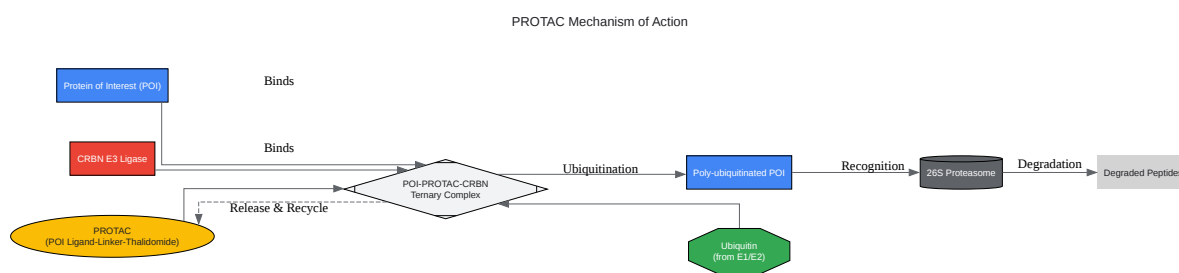 PROTAC Mechanism of Action
Binds
Protein of Interest (POI)
Binds
CRBN E3 Ligase
Ubiquitination
Recognition
Degradation
Poly-ubiquitinated POI
26S Proteasome
Degraded Peptides
POI-PROTAC-CRBN
Ternary Complex
Release & Recycle
PROTAC
(POI Ligand-Linker-Thalidomide)
Ubiquitin
(from E1/E2)